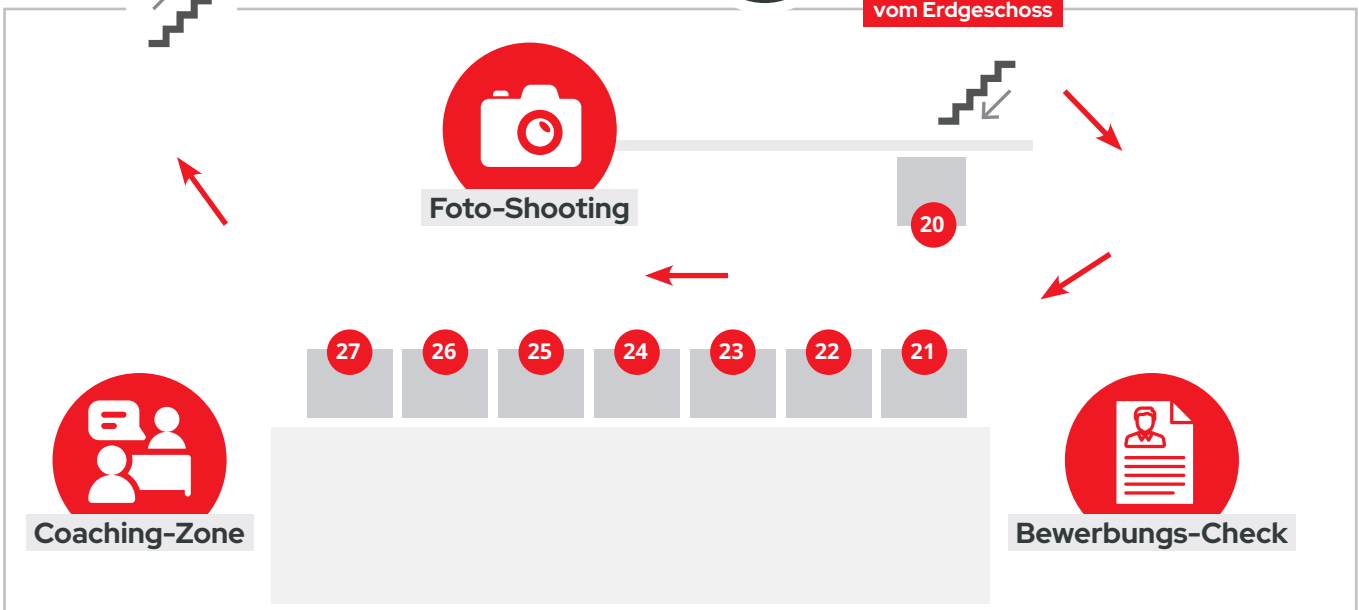 vom Erdgeschoss
Foto-Shooting
20
27 26 25 24 23 22 21
Coaching-Zone
Bewerbungs-Check